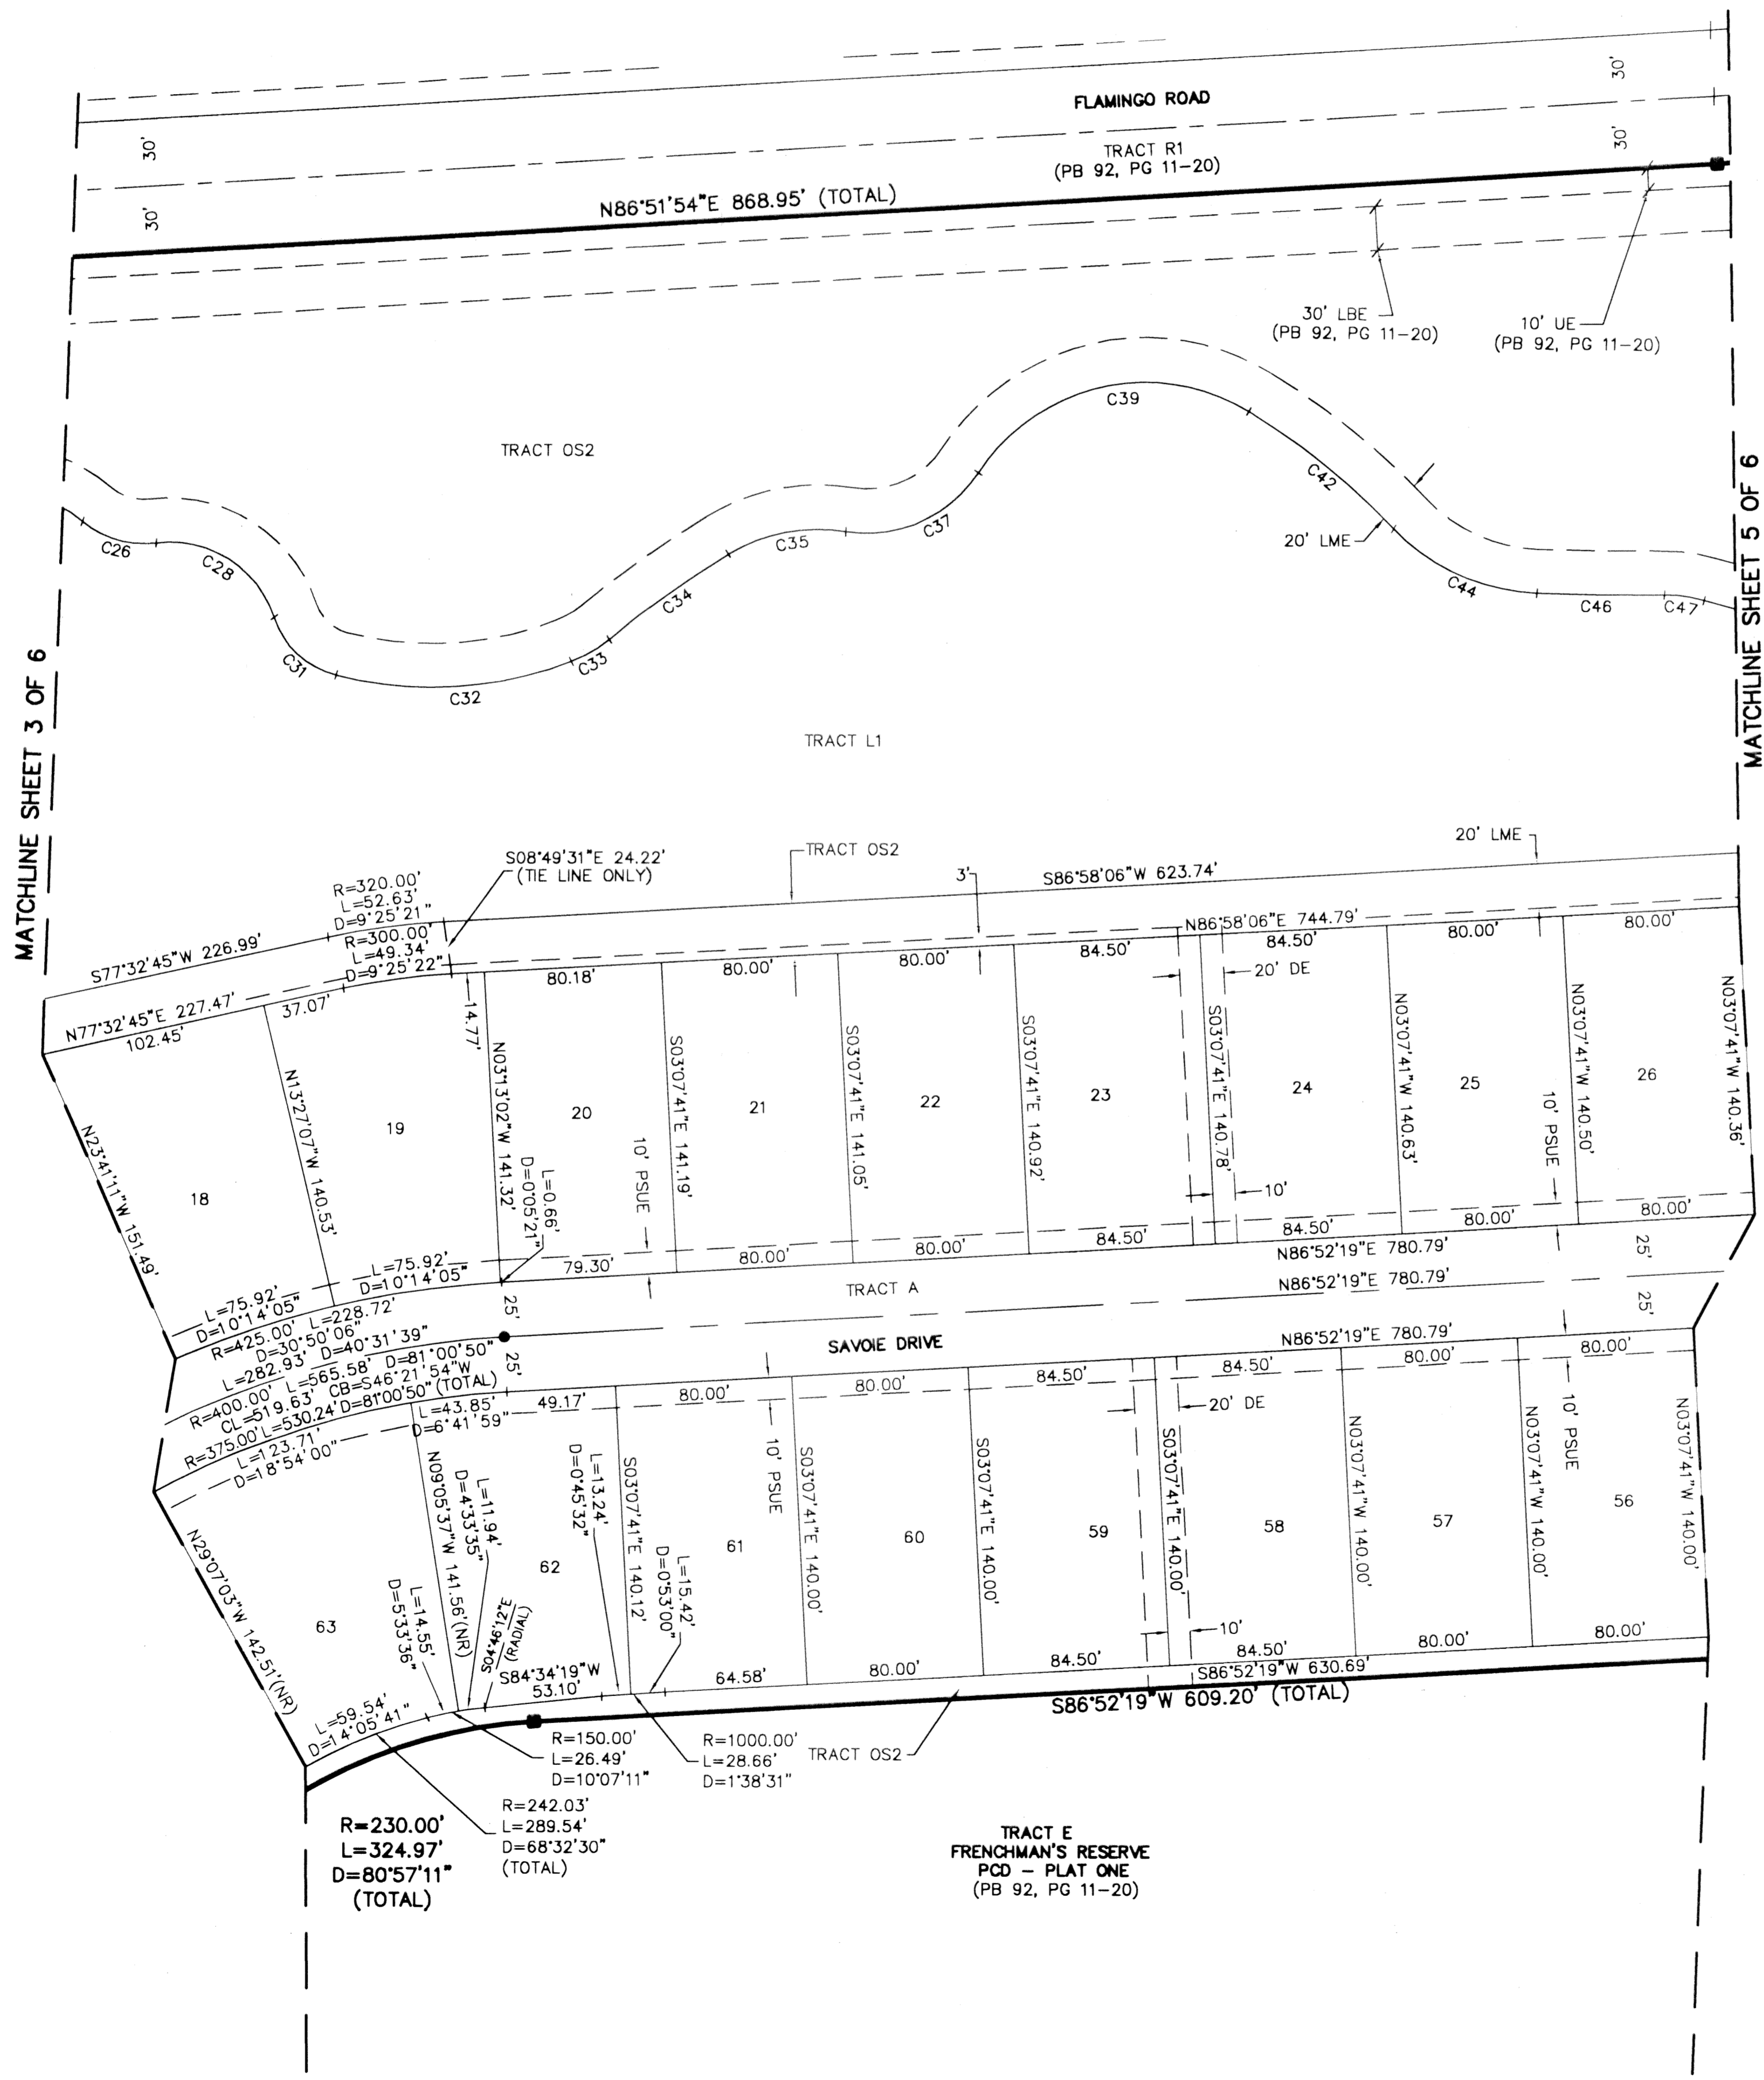 30'
FLAMINGO ROAD
30'
30'
TRACT R1
(PB 92, PG 11-20)
30'
N86°51'54"E 868.95' (TOTAL)
30' LBE
(PB 92, PG 11-20)
10' UE
(PB 92, PG 11-20)
C39
TRACT OS2
C42
C26
C28
C35
C37
20' LME
C34
C44
C46
C47
C31
C33
C32
MATCHLINE SHEET 3 OF 6
MATCHLINE SHEET 5 OF 6
TRACT L1
20' LME
S08°49'31"E 24.22'
(TIE LINE ONLY)
TRACT OS2
3'
S86°58'06"W 623.74'
R=320.00'
L=52.63'
D=9°25'21"
R=300.00'
L=49.34'
D=9°25'22"
S77°32'45"W 226.99'
N86°58'06"E 744.79'
N77°32'45"E 227.47'
102.45'
37.07'
14.77'
80.18'
80.00'
80.00'
84.50'
84.50'
80.00'
80.00'
20' DE
N23°41'11"W 151.49'
18
N13°27'07"W 140.53'
19
N03°13'02"W 141.32'
20
S03°07'41"E 141.19'
21
S03°07'41"E 141.05'
22
S03°07'41"E 140.92'
23
S03°07'41"E 140.78'
24
N03°07'41"W 140.63'
25
N03°07'41"W 140.50'
26
N03°07'41"W 140.36'
L=0.66'
D=0°05'21"
10' PSUE
10' PSUE
10'
L=75.92'
D=10°14'05"
L=75.92'
D=10°14'05"
79.30'
80.00'
80.00'
84.50'
84.50'
80.00'
80.00'
N86°52'19"E 780.79'
25'
TRACT A
N86°52'19"E 780.79'
25'
R=425.00' L=228.72'
D=30°50'06"
L=282.93' D=40°31'39"
R=400.00' L=565.58' D=81°00'50"
CL=519.63' CB=S46°21'54"W
R=375.00' L=530.24' D=81°00'50" (TOTAL)
L=123.71'
D=18°54'00"
25'
25'
SAVOIE DRIVE
N86°52'19"E 780.79'
L=43.85'
D=6°41'59"
49.17'
80.00'
80.00'
84.50'
84.50'
80.00'
80.00'
20' DE
10' PSUE
10' PSUE
N29°07'03"W 142.51'(NR)
63
N09°05'37"W 141.56'(NR)
L=14.55'
D=5°33'36"
L=11.94'
D=4°33'35"
S04°46'12"E
(RADIAL)
62
L=13.24'
D=0°45'32"
S03°07'41"E 140.12'
L=15.42'
D=0°53'00"
61
S03°07'41"E 140.00'
60
S03°07'41"E 140.00'
59
S03°07'41"E 140.00'
58
N03°07'41"W 140.00'
57
N03°07'41"W 140.00'
56
N03°07'41"W 140.00'
10'
L=59.54'
D=14°05'41"
S84°34'19"W
53.10'
64.58'
80.00'
84.50'
84.50'
80.00'
80.00'
S86°52'19"W 630.69'
S86°52'19"W 609.20' (TOTAL)
R=150.00'
L=26.49'
D=10°07'11"
R=1000.00'
L=28.66'
D=1°38'31"
TRACT OS2
R=242.03'
L=289.54'
D=68°32'30"
(TOTAL)
R=230.00'
L=324.97'
D=80°57'11"
(TOTAL)
TRACT E
FRENCHMAN'S RESERVE
PCD - PLAT ONE
(PB 92, PG 11-20)